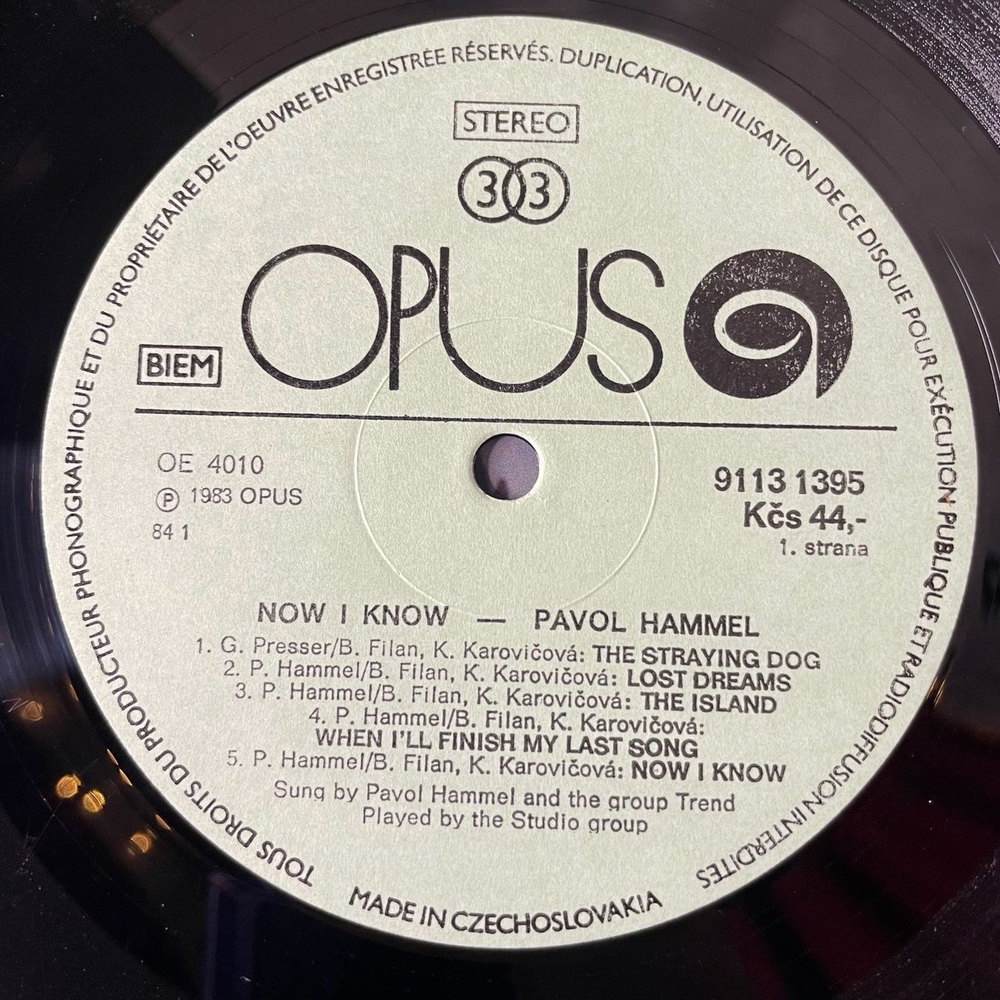 TOUS DROITS DU PRODUCTEUR PHONOGRAPHIQUE ET DU PROPRIÉTAIRE DE L'OEUVRE ENREGISTRÉE RÉSERVÉS. DUPLICATION, UTILISATION DE CE DISQUE POUR EXÉCUTION PUBLIQUE ET RADIODIFFUSION INTERDITES
STEREO
33
OPUS
BIEM
OE 4010
℗ 1983 OPUS
84 1
9113 1395
Kčs 44,-
1. strana
NOW I KNOW — PAVOL HAMMEL
1. G. Presser/B. Filan, K. Karovičová: THE STRAYING DOG
2. P. Hammel/B. Filan, K. Karovičová: LOST DREAMS
3. P. Hammel/B. Filan, K. Karovičová: THE ISLAND
4. P. Hammel/B. Filan, K. Karovičová:
WHEN I'LL FINISH MY LAST SONG
5. P. Hammel/B. Filan, K. Karovičová: NOW I KNOW
Sung by Pavol Hammel and the group Trend
Played by the Studio group
MADE IN CZECHOSLOVAKIA